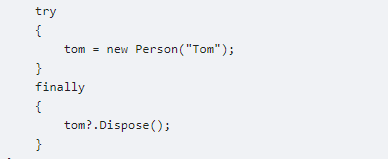 try
{
    tom = new Person("Tom");
}
finally
{
    tom?.Dispose();
}